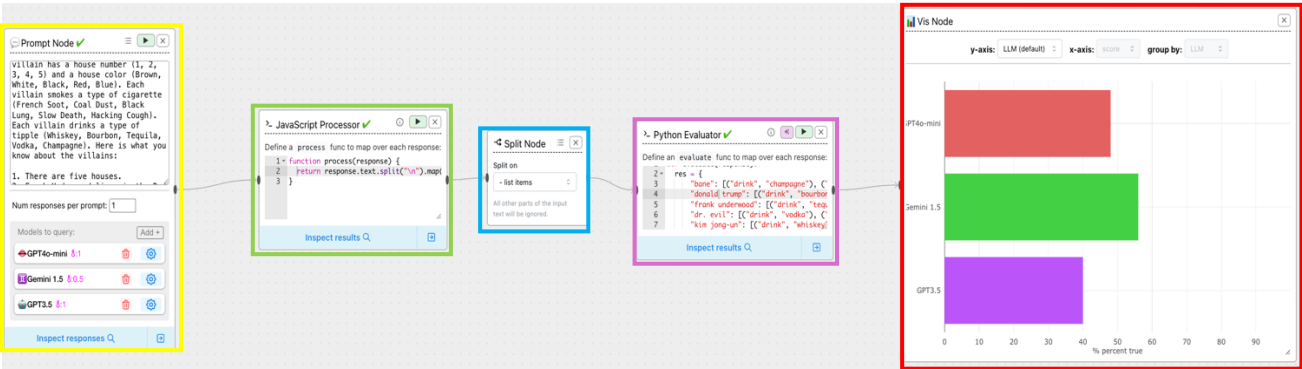 Prompt Node
villain has a house number (1, 2,
3, 4, 5) and a house color (Brown,
White, Black, Red, Blue). Each
villain smokes a type of cigarette
(French Soot, Coal Dust, Black
Lung, Slow Death, Hacking Cough).
Each villain drinks a type of
tipple (Whiskey, Bourbon, Tequila,
Vodka, Champagne). Here is what you
know about the villains:
1. There are five houses.
Num responses per prompt: 1
Models to query: Add +
GPT4o-mini 🌡:1
Gemini 1.5 🌡:0.5
GPT3.5 🌡:1
Inspect responses
>_ JavaScript Processor
Define a process func to map over each response:
1 function process(response) {
2 return response.text.split("\n").map(
3 }
Inspect results
Split Node
Split on
- list items
All other parts of the input
text will be ignored.
>_ Python Evaluator
Define an evaluate func to map over each response:
2 res = {
3 "bane": [("drink", "champagne"), (
4 "donald trump": [("drink", "bourbon
5 "frank underwood": [("drink", "teq
6 "dr. evil": [("drink", "vodka"), (
7 "kim jong-un": [("drink", "whiskey
Inspect results
Vis Node
y-axis: LLM (default) x-axis: score group by: LLM
GPT4o-mini
Gemini 1.5
GPT3.5
0 10 20 30 40 50 60 70 80 90
% percent true